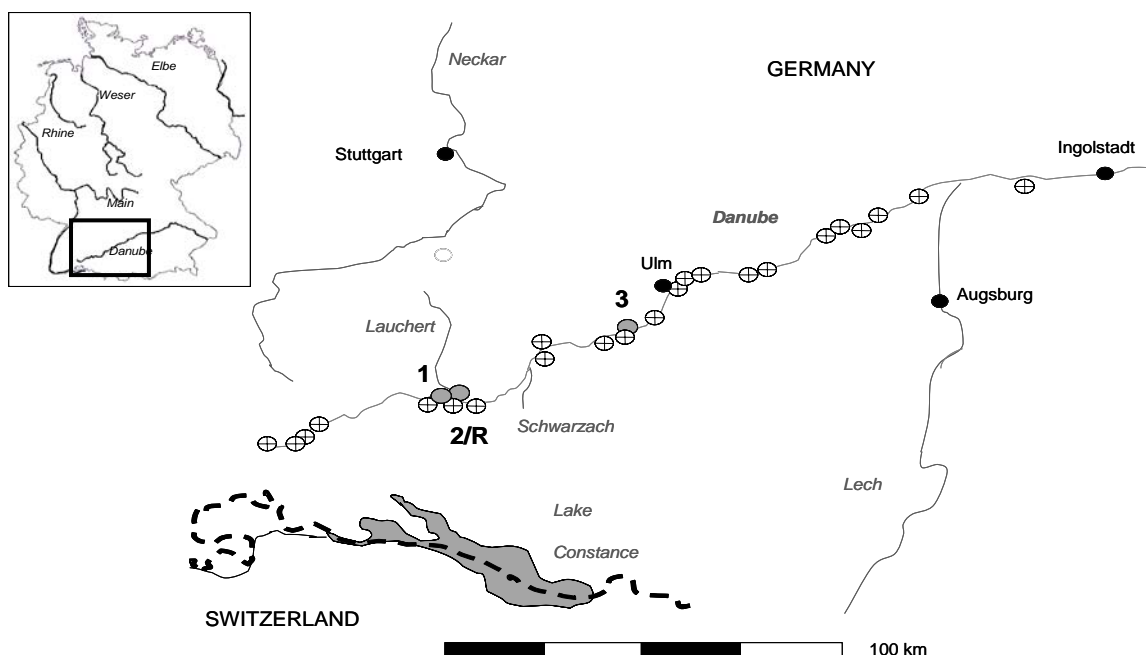 Elbe
Weser
Rhine
Main
Danube
Neckar
GERMANY
Stuttgart
Ingolstadt
Danube
Ulm
3
Augsburg
Lauchert
1
2/R
Schwarzach
Lech
Lake
Constance
SWITZERLAND
100 km